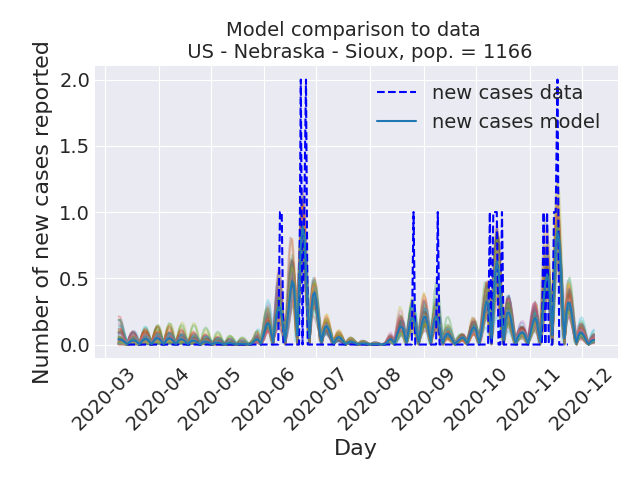 Model comparison to data
US - Nebraska - Sioux, pop. = 1166
Number of new cases reported
2.0
1.5
1.0
0.5
0.0
new cases data
new cases model
2020-03
2020-04
2020-05
2020-06
2020-07
2020-08
2020-09
2020-10
2020-11
2020-12
Day